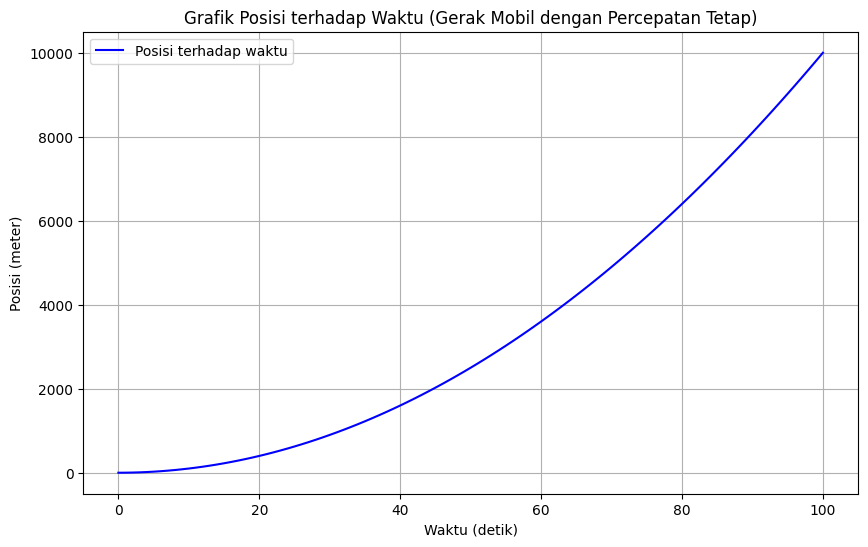 Grafik Posisi terhadap Waktu (Gerak Mobil dengan Percepatan Tetap)
Posisi terhadap waktu
Posisi (meter)
10000
8000
6000
4000
2000
0
0 20 40 60 80 100
Waktu (detik)